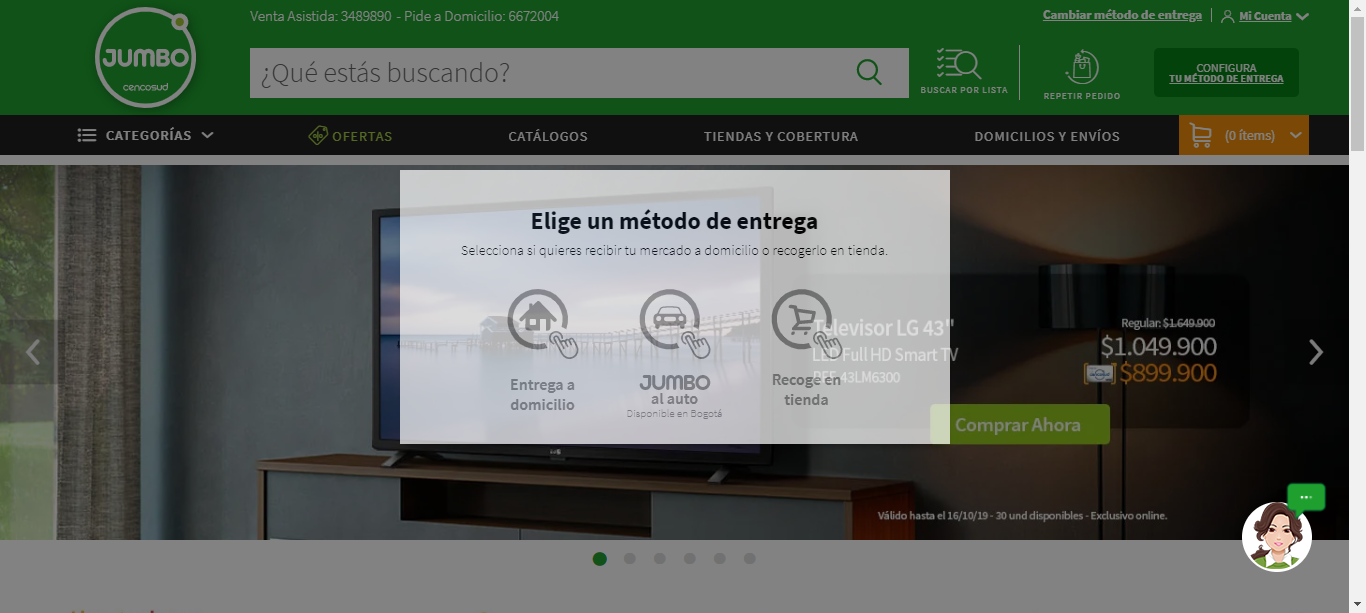 Venta Asistida: 3489890 - Pide a Domicilio: 6672004
Cambiar método de entrega
Mi Cuenta
JUMBO
cencosud
¿Qué estás buscando?
BUSCAR POR LISTA
REPETIR PEDIDO
CONFIGURA
TU MÉTODO DE ENTREGA
CATEGORÍAS
OFERTAS
CATÁLOGOS
TIENDAS Y COBERTURA
DOMICILIOS Y ENVÍOS
(0 ítems)
Elige un método de entrega
Selecciona si quieres recibir tu mercado a domicilio o recogerlo en tienda.
Entrega a
domicilio
JUMBO
al auto
Disponible en Bogotá
Recoge en
tienda
Televisor LG 43"
LED Full HD Smart TV
REF 43LM6300
Regular: $1.649.900
$1.049.900
$899.900
Comprar Ahora
LG
Válido hasta el 16/10/19 - 30 und disponibles - Exclusivo online.